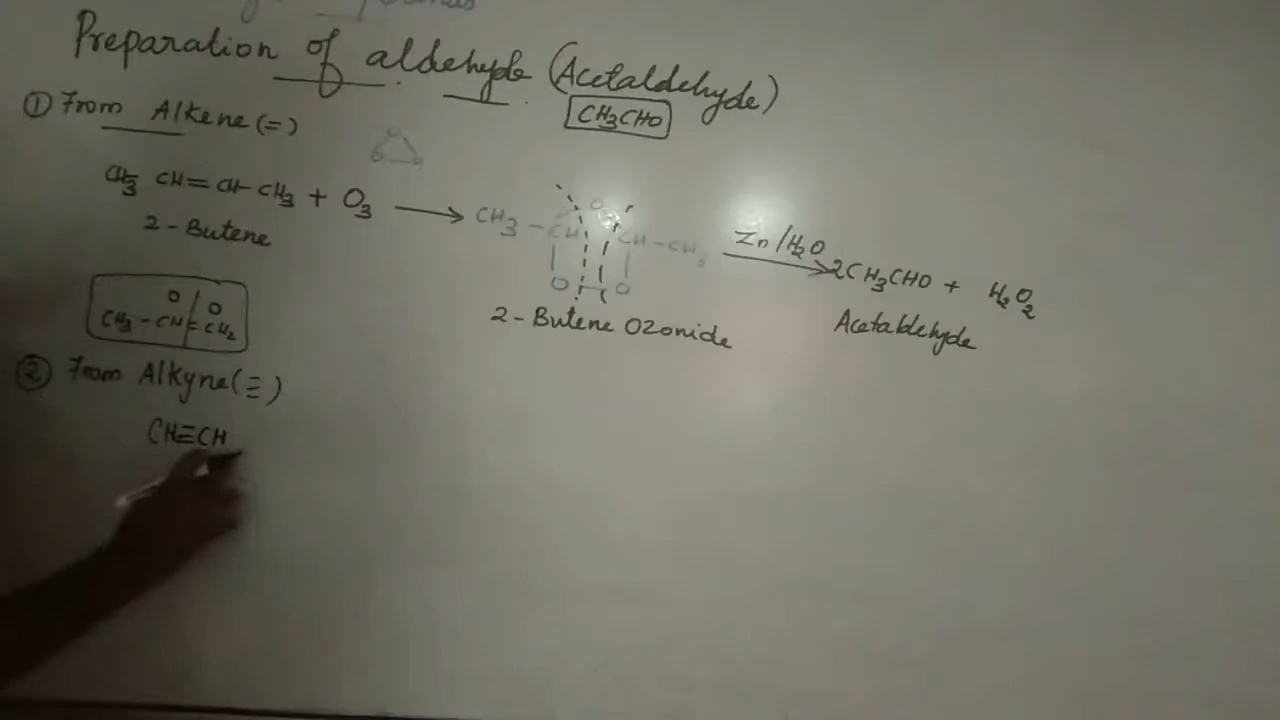 Preparation of aldehyde (Acetaldehyde)
CH3CHO
① From Alkene (=)
CH3 CH=CH-CH3 + O3 → CH3-CH O CH-CH3 O O Zn/H2O → 2CH3CHO + H2O2
2-Butene
2-Butene Ozonide
Acetaldehyde
O O
CH3-CH=CH2
② From Alkyne (≡)
CH≡CH